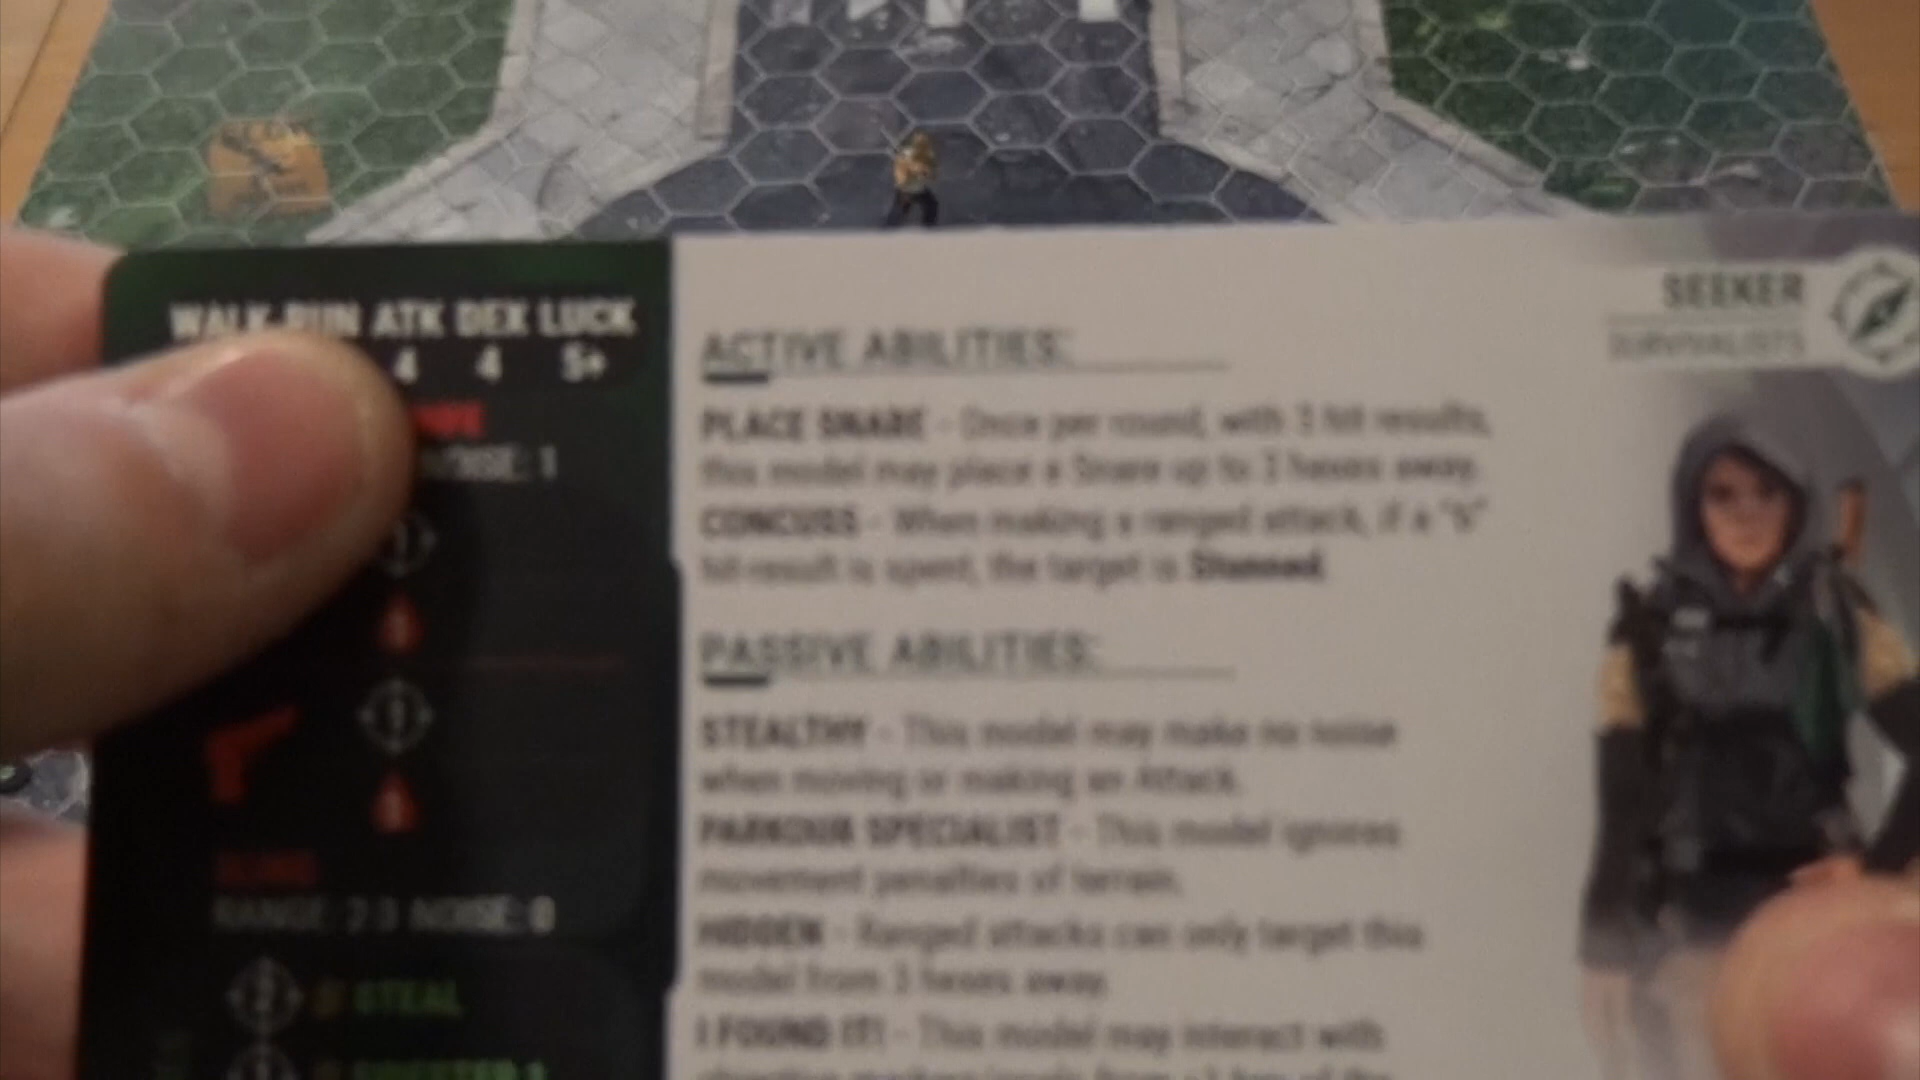 WALK RUN ATK DEX LUCK
4 4 5+
NOISE: 1
RANGE: 2-3 NOISE: 0
STEAL
SEEKER
SURVIVALISTS
ACTIVE ABILITIES:
PLACE SNARE - Once per round, with 3 hit results,
this model may place a Snare up to 3 hexes away.
CONCUSS - When making a ranged attack, if a "6"
hit-result is spent, the target is Stunned.
PASSIVE ABILITIES:
STEALTHY - This model may make no noise
when moving or making an Attack.
PARKOUR SPECIALIST - This model ignores
movement penalties of terrain.
HIDDEN - Ranged attacks can only target this
model from 3 hexes away.
I FOUND IT! - This model may interact with